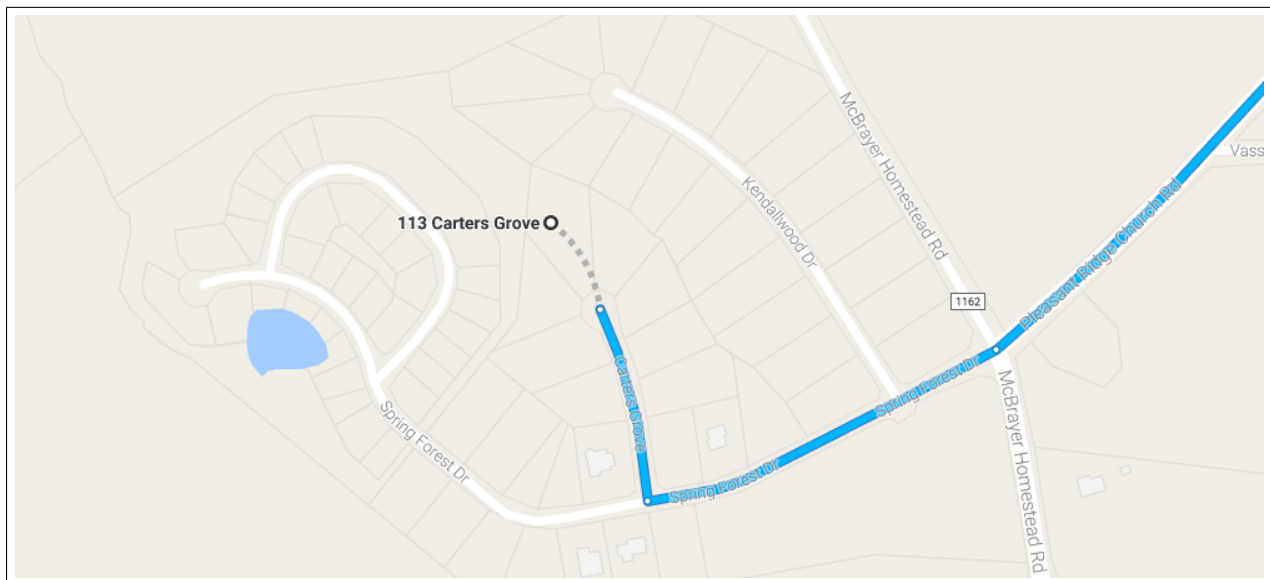 McBrayer Homestead Rd
Pleasant Ridge Church Rd
Vass
Kendallwood Dr
113 Carters Grove
1162
Carters Grove
Spring Forest Dr
McBrayer Homestead Rd
Spring Forest Dr
Spring Forest Dr